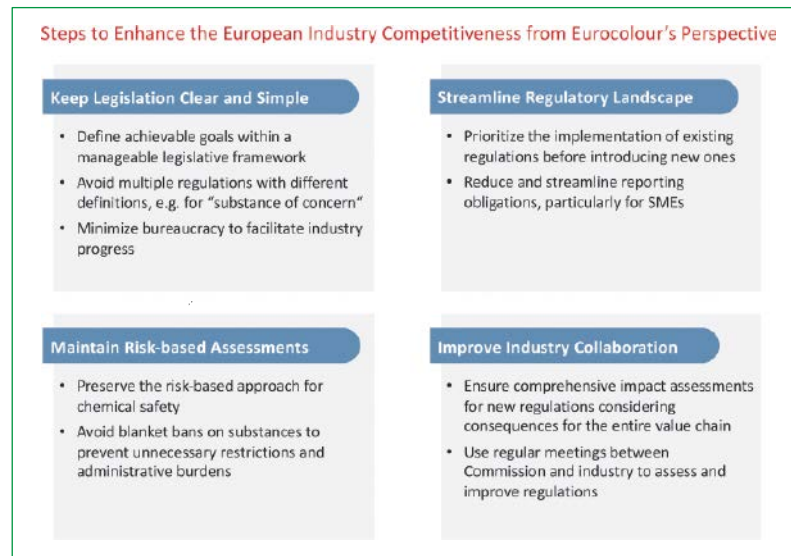 Steps to Enhance the European Industry Competitiveness from Eurocolour's Perspective
Keep Legislation Clear and Simple
• Define achievable goals within a
manageable legislative framework
• Avoid multiple regulations with different
definitions, e.g. for "substance of concern"
• Minimize bureaucracy to facilitate industry
progress
Streamline Regulatory Landscape
• Prioritize the implementation of existing
regulations before introducing new ones
• Reduce and streamline reporting
obligations, particularly for SMEs
Maintain Risk-based Assessments
• Preserve the risk-based approach for
chemical safety
• Avoid blanket bans on substances to
prevent unnecessary restrictions and
administrative burdens
Improve Industry Collaboration
• Ensure comprehensive impact assessments
for new regulations considering
consequences for the entire value chain
• Use regular meetings between
Commission and industry to assess and
improve regulations